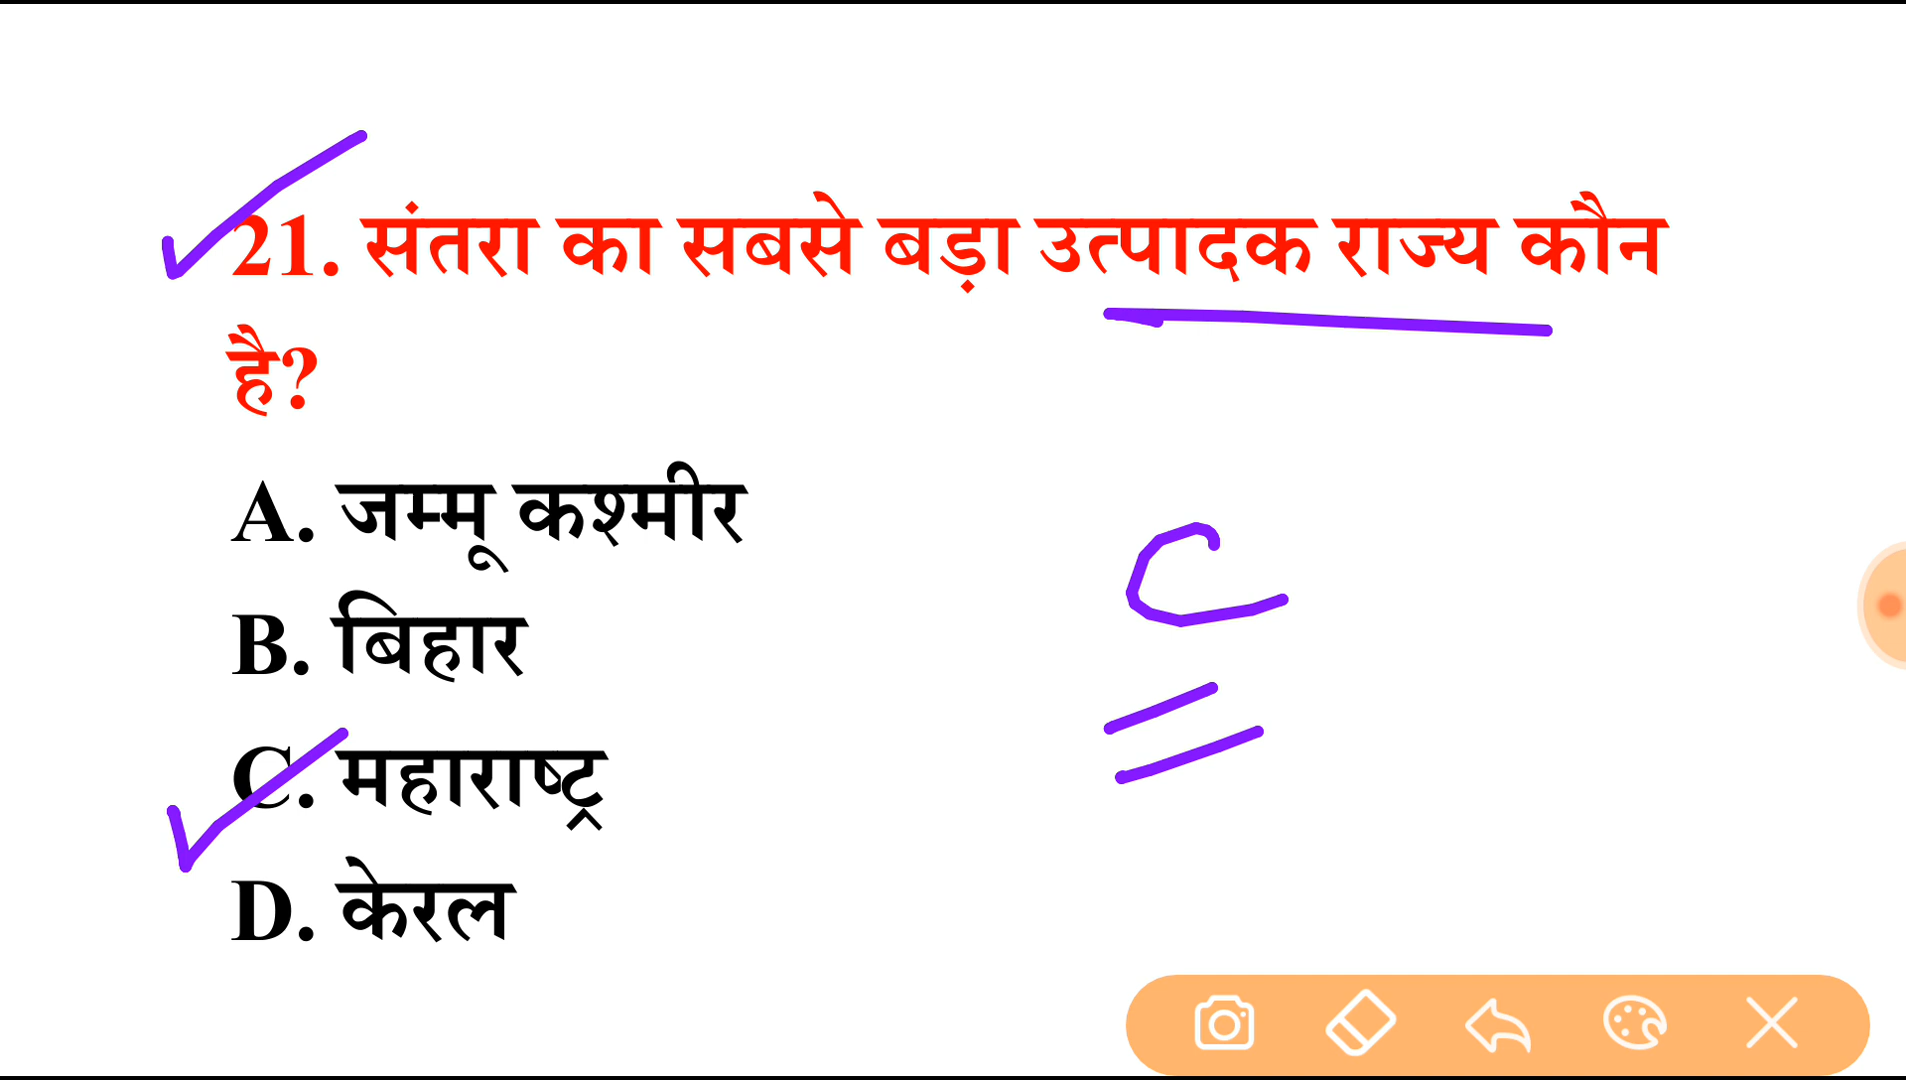 21. संतरा का सबसे बड़ा उत्पादक राज्य कौन
है?
A. जम्मू कश्मीर
B. बिहार
C
C. महाराष्ट्र
D. केरल